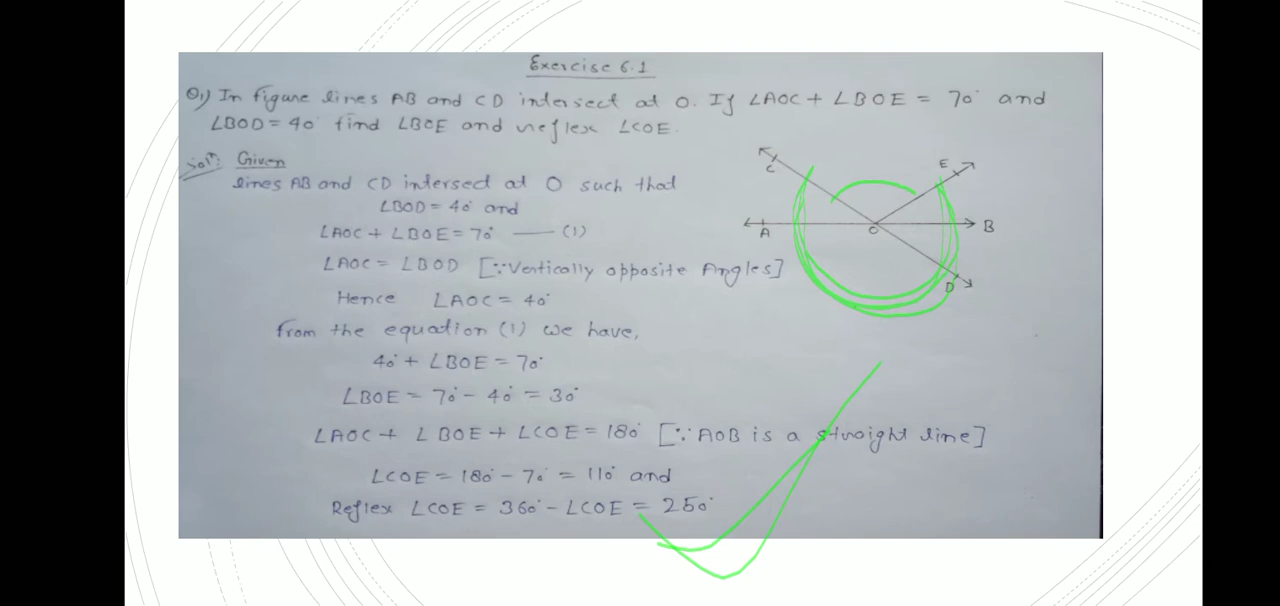 Exercise 6.1
Q1) In figure lines AB and CD intersect at O. If ∠AOC + ∠BOE = 70° and
∠BOD = 40° find ∠BOE and reflex ∠COE.
Solⁿ: Given
lines AB and CD intersect at O such that
∠BOD = 40° and
∠AOC + ∠BOE = 70° —— (1)
∠AOC = ∠BOD [∵ Vertically opposite Angles]
Hence ∠AOC = 40°
from the equation (1) we have,
40° + ∠BOE = 70°
∠BOE = 70° - 40° = 30°
∠AOC + ∠BOE + ∠COE = 180° [∵ AOB is a straight line]
∠COE = 180° - 70° = 110° and
Reflex ∠COE = 360° - ∠COE = 250°
C
E
A
O
B
D